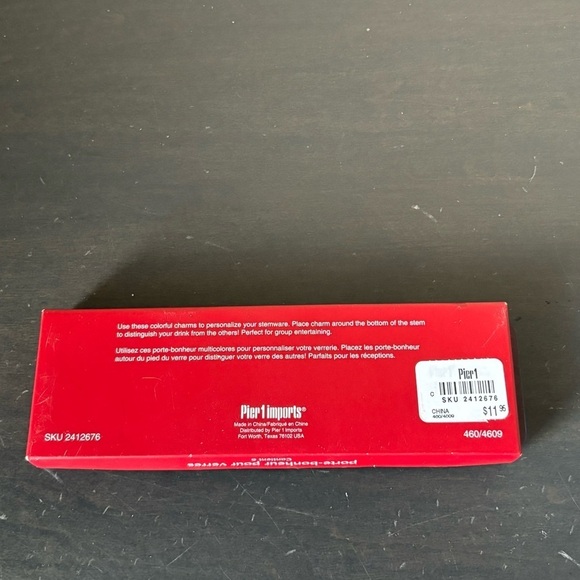 Use these colorful charms to personalize your stemware. Place charm around the bottom of the stem
to distinguish your drink from the others! Perfect for group entertaining.
Utilisez ces porte-bonheur multicolores pour personnaliser votre verrerie. Placez les porte-bonheur
autour du pied du verre pour distinguer votre verre des autres! Parfaits pour les réceptions.
Pier 1 imports®
Made in China/Fabriqué en China
Distributed by Pier 1 Imports
Fort Worth, Texas 76102 USA
SKU 2412676
460/4609
Pier1
C
SKU 2412676
CHINA
460/4609
$11.95
porte-bonheur pour verres